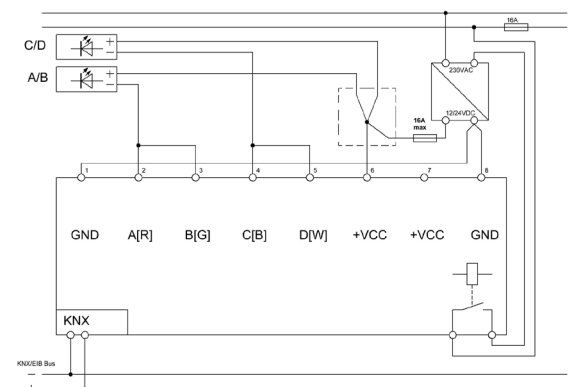 16A
C/D
+
−
A/B
+
−
230VAC
12/24VDC
16A
max
1 2 3 4 5 6 7 8
GND A[R] B[G] C[B] D[W] +VCC +VCC GND
KNX
KNX/EIB Bus
−
+